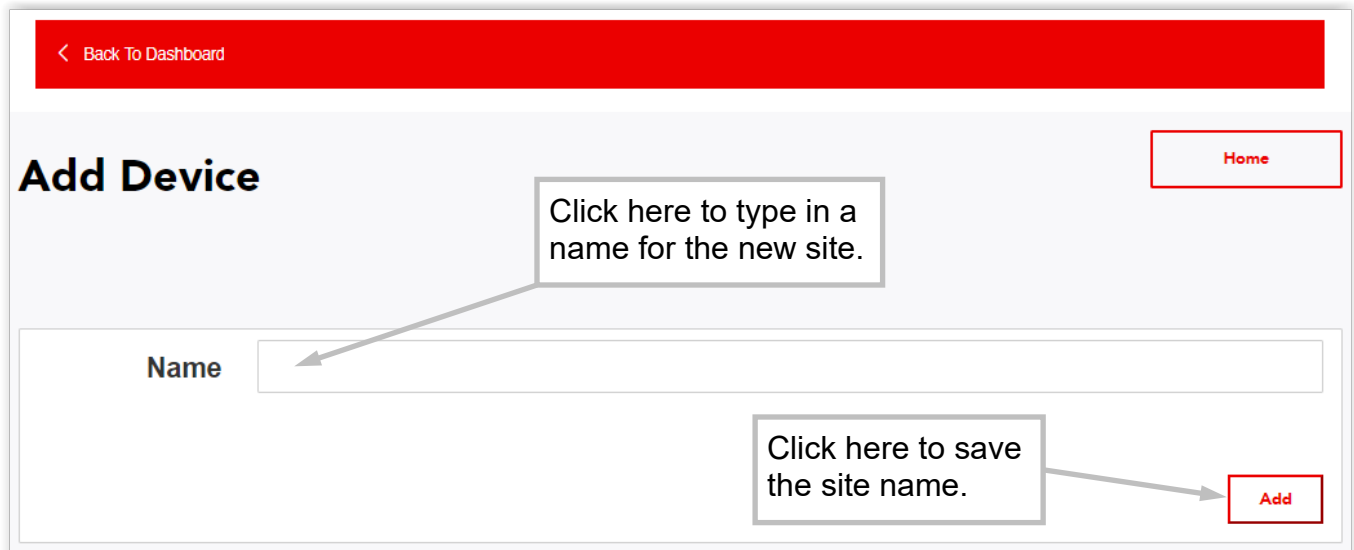 Back To Dashboard
Add Device
Home
Click here to type in a
name for the new site.
Name
Click here to save
the site name.
Add